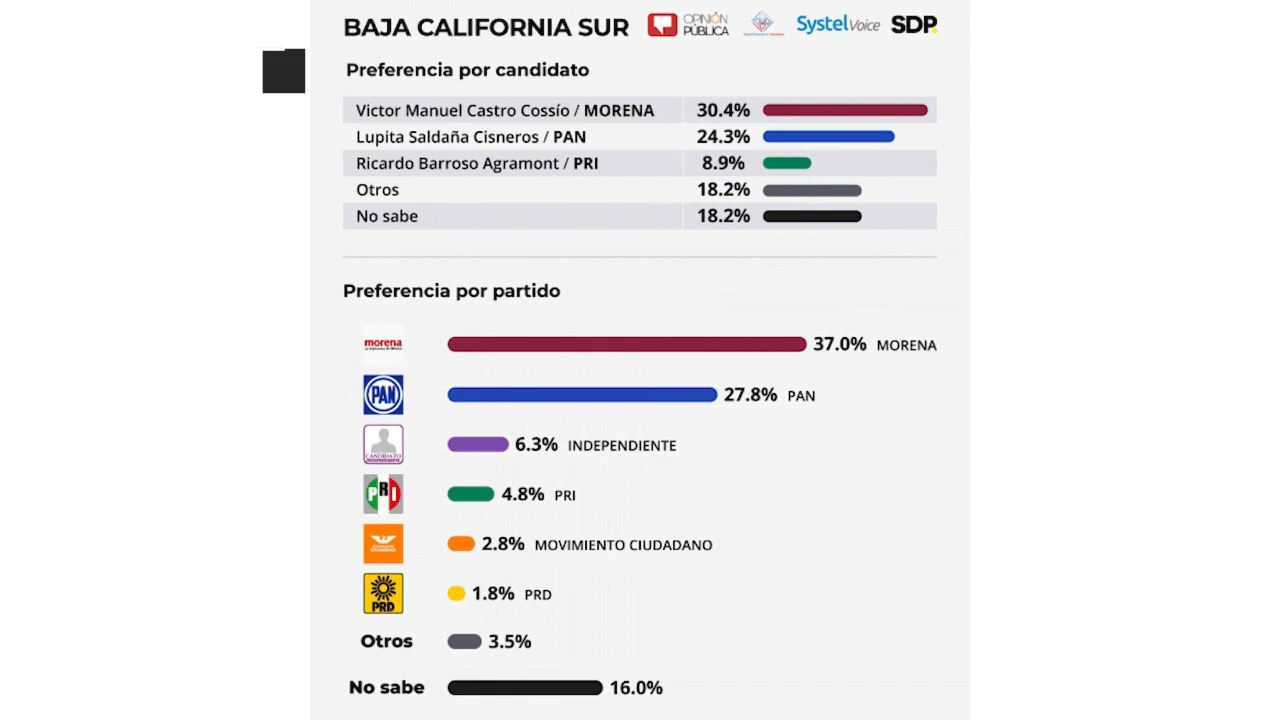 BAJA CALIFORNIA SUR OPINIÓN PÚBLICA SystelVoice SDP.
Preferencia por candidato
Victor Manuel Castro Cossío / MORENA 30.4%
Lupita Saldaña Cisneros / PAN 24.3%
Ricardo Barroso Agramont / PRI 8.9%
Otros 18.2%
No sabe 18.2%
Preferencia por partido
morena 37.0% MORENA
PAN 27.8% PAN
CANDIDATO 6.3% INDEPENDIENTE
PRI 4.8% PRI
2.8% MOVIMIENTO CIUDADANO
PRD 1.8% PRD
Otros 3.5%
No sabe 16.0%